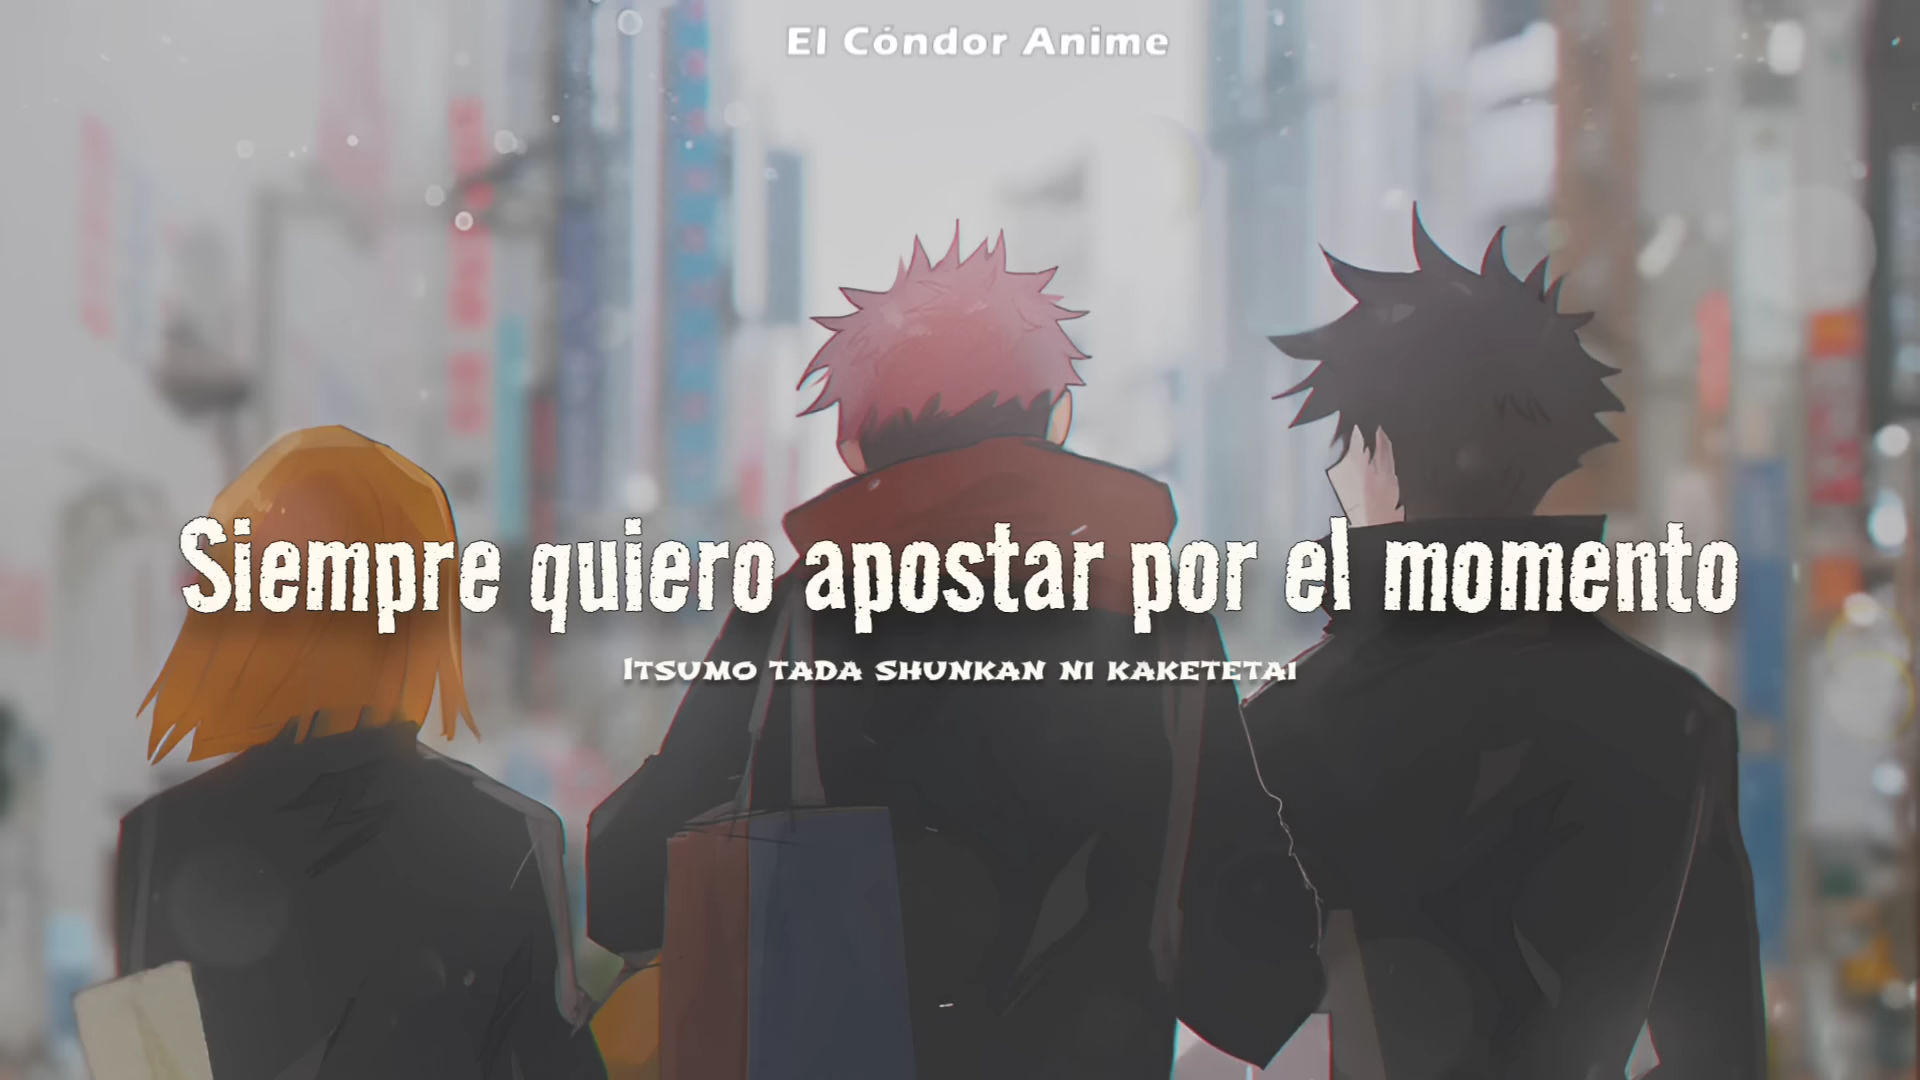 El Cóndor Anime
Siempre quiero apostar por el momento
Itsumo tada shunkan ni kaketetai